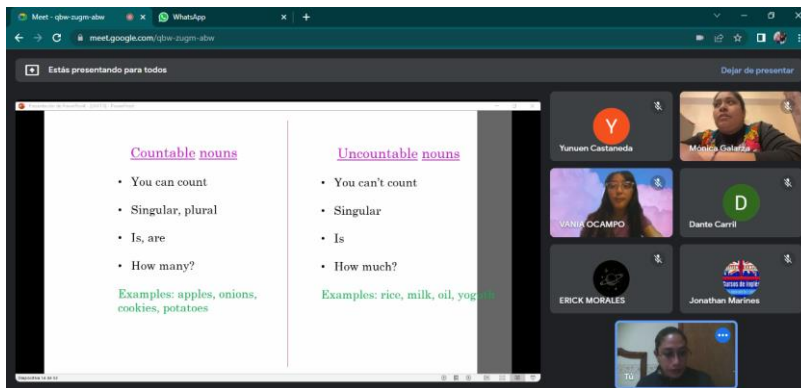 Meet - qbw-zugm-abw
WhatsApp
meet.google.com/qbw-zugm-abw
Estás presentando para todos
Dejar de presentar
Countable nouns
• You can count
• Singular, plural
• Is, are
• How many?
Examples: apples, onions,
cookies, potatoes
Uncountable nouns
• You can't count
• Singular
• Is
• How much?
Examples: rice, milk, oil,
Y
Yunuen Castaneda
Mónica Galarza
VANIA OCAMPO
D
Dante Carril
ERICK MORALES
Cursos de inglés
Jonathan Marines
Tú